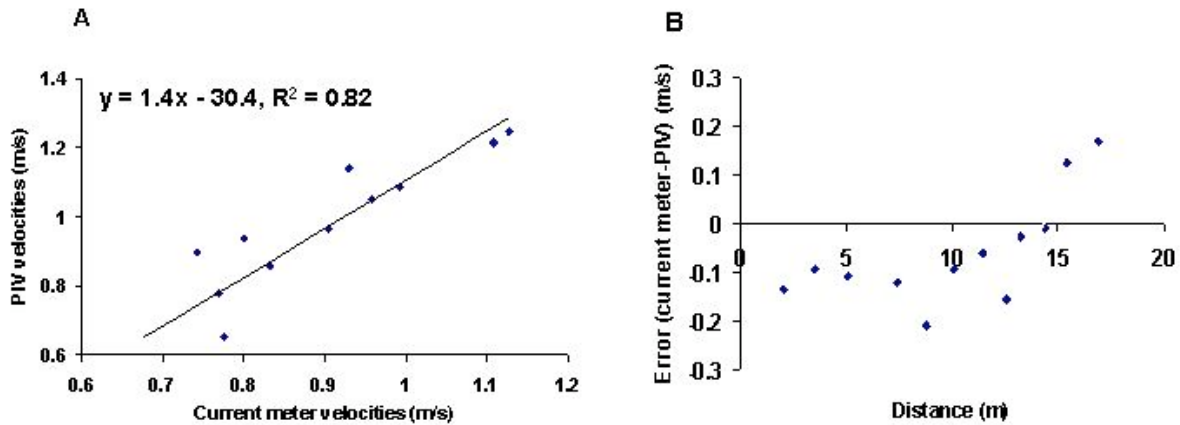 A
y = 1.4x - 30.4, R² = 0.82
PIV velocities (m/s)
1.4
1.2
1
0.8
0.6
0.6 0.7 0.8 0.9 1 1.1 1.2
Current meter velocities (m/s)
B
Error (current meter-PIV) (m/s)
0.3
0.2
0.1
0
-0.1
-0.2
-0.3
0 5 10 15 20
Distance (m)